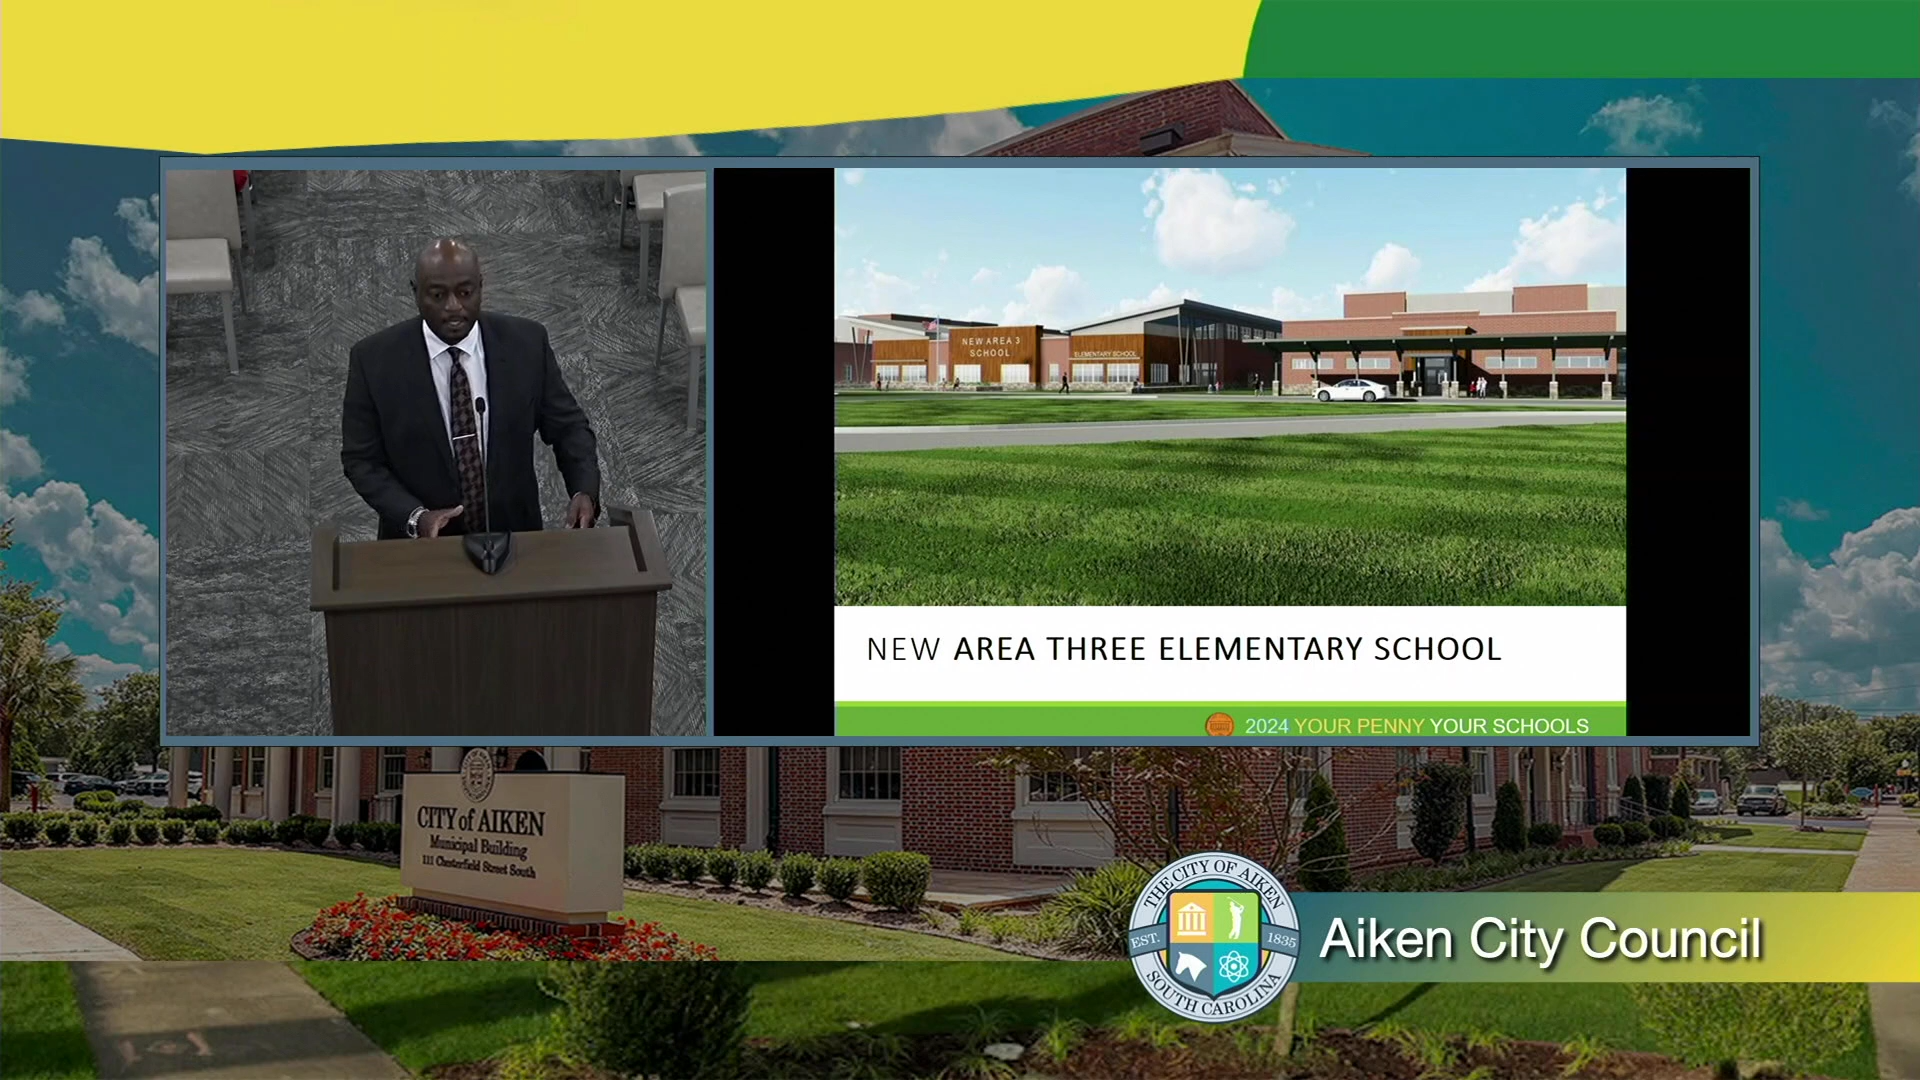 NEW AREA 3
SCHOOL
ELEMENTARY SCHOOL
NEW AREA THREE ELEMENTARY SCHOOL
2024 YOUR PENNY YOUR SCHOOLS
CITY of AIKEN
Municipal Building
111 Chesterfield Street South
THE CITY OF AIKEN
EST. 1835
SOUTH CAROLINA
Aiken City Council